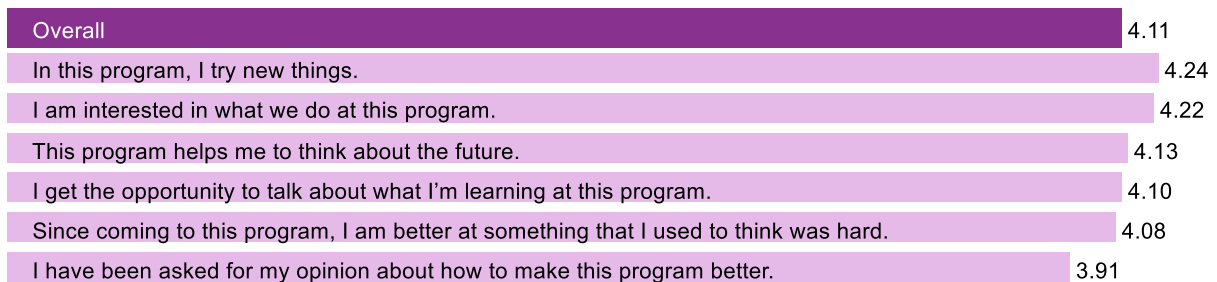 Overall 4.11
In this program, I try new things. 4.24
I am interested in what we do at this program. 4.22
This program helps me to think about the future. 4.13
I get the opportunity to talk about what I’m learning at this program. 4.10
Since coming to this program, I am better at something that I used to think was hard. 4.08
I have been asked for my opinion about how to make this program better. 3.91